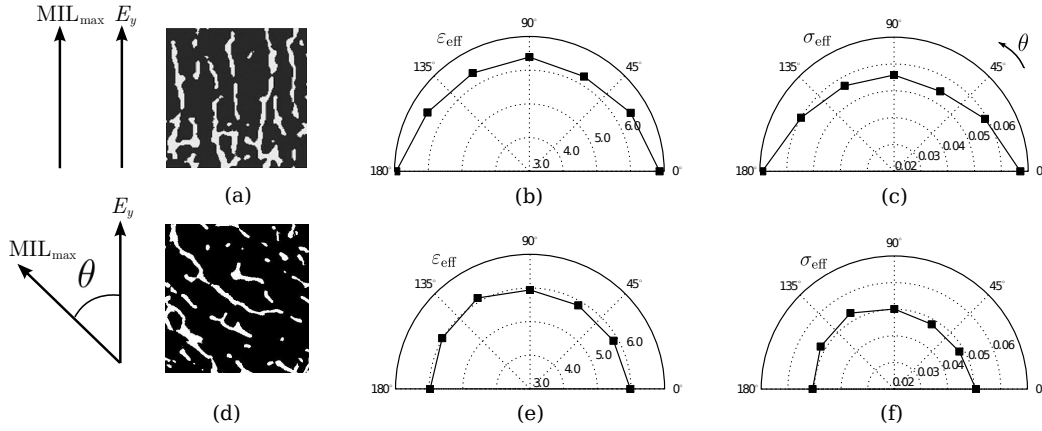 MIL_max E_y
(a)
ε_eff
90°
135° 45°
180° 0°
3.0 4.0 5.0 6.0
(b)
σ_eff
θ
90°
135° 45°
180° 0
0.02 0.03 0.04 0.05 0.06
(c)
E_y
MIL_max
θ
(d)
ε_eff
90°
135° 45°
180° 0°
3.0 4.0 5.0 6.0
(e)
σ_eff
90°
135° 45°
180° 0
0.02 0.03 0.04 0.05 0.06
(f)